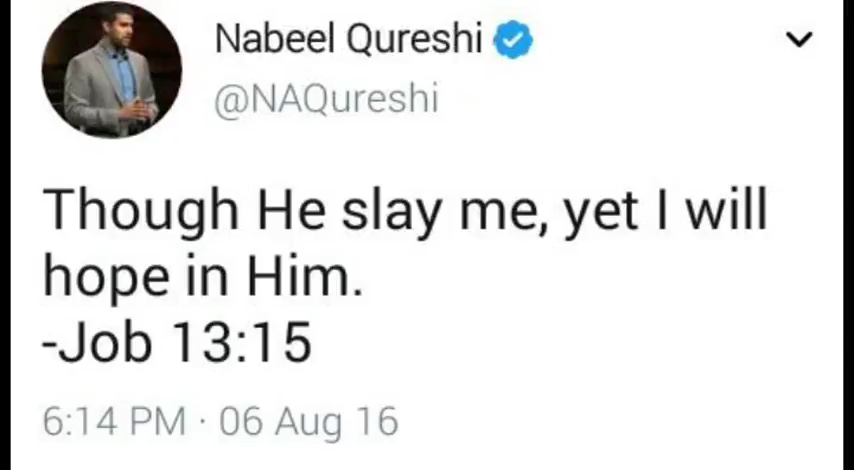 Nabeel Qureshi
@NAQureshi
Though He slay me, yet I will
hope in Him.
-Job 13:15
6:14 PM · 06 Aug 16